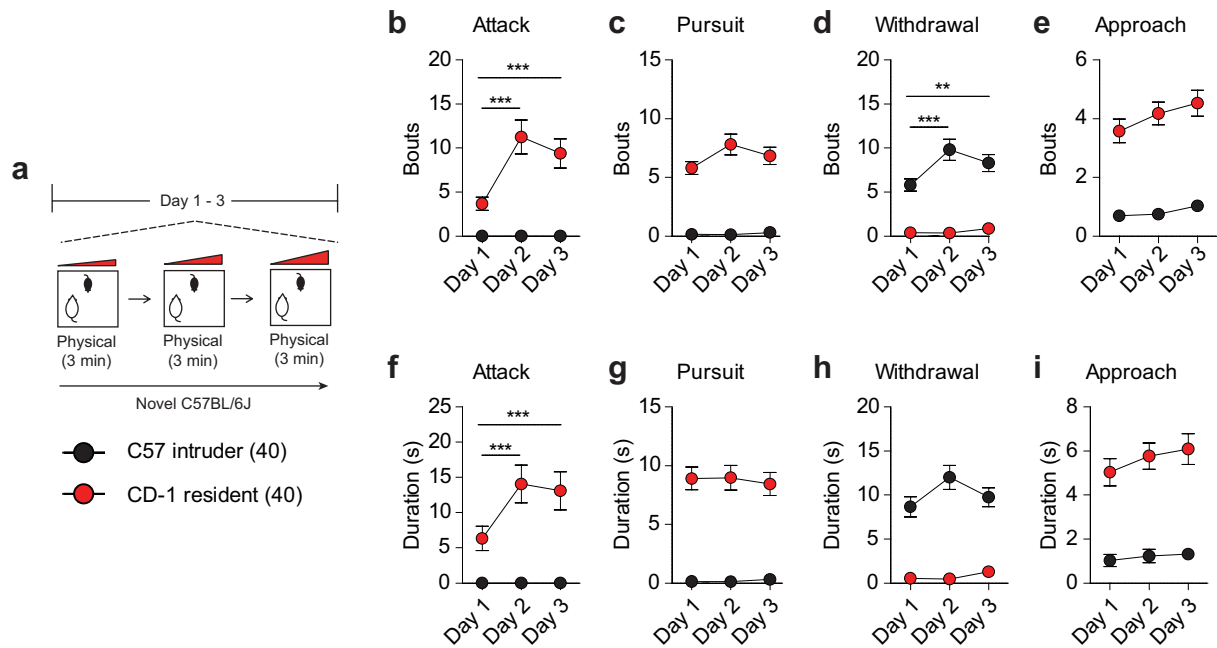 a
Day 1 - 3
Physical
(3 min)
Physical
(3 min)
Physical
(3 min)
Novel C57BL/6J
C57 intruder (40)
CD-1 resident (40)
b
Attack
Bouts
20
15
10
5
0
***
***
Day 1
Day 2
Day 3
c
Pursuit
Bouts
15
10
5
0
Day 1
Day 2
Day 3
d
Withdrawal
Bouts
20
15
10
5
0
**
***
Day 1
Day 2
Day 3
e
Approach
Bouts
6
4
2
0
Day 1
Day 2
Day 3
f
Attack
Duration (s)
25
20
15
10
5
0
***
***
Day 1
Day 2
Day 3
g
Pursuit
Duration (s)
15
10
5
0
Day 1
Day 2
Day 3
h
Withdrawal
Duration (s)
20
15
10
5
0
Day 1
Day 2
Day 3
i
Approach
Duration (s)
8
6
4
2
0
Day 1
Day 2
Day 3